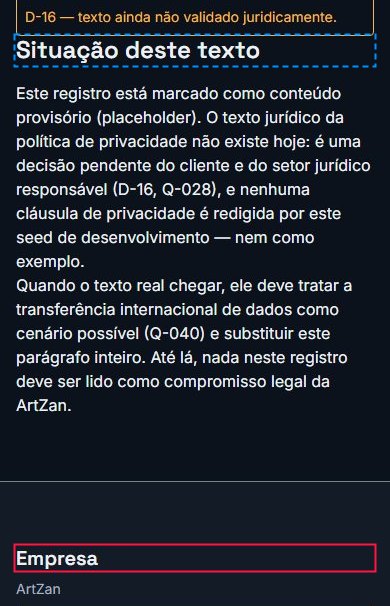 D-16 — texto ainda não validado juridicamente.
Situação deste texto
Este registro está marcado como conteúdo
provisório (placeholder). O texto jurídico da
política de privacidade não existe hoje: é uma
decisão pendente do cliente e do setor jurídico
responsável (D-16, Q-028), e nenhuma
cláusula de privacidade é redigida por este
seed de desenvolvimento — nem como
exemplo.
Quando o texto real chegar, ele deve tratar a
transferência internacional de dados como
cenário possível (Q-040) e substituir este
parágrafo inteiro. Até lá, nada neste registro
deve ser lido como compromisso legal da
ArtZan.
Empresa
ArtZan